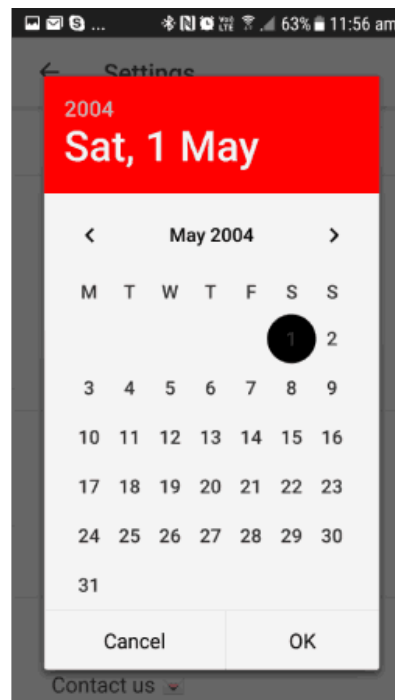 ... 63% 11:56 am
Settings
2004
Sat, 1 May
May 2004
M T W T F S S
1 2
3 4 5 6 7 8 9
10 11 12 13 14 15 16
17 18 19 20 21 22 23
24 25 26 27 28 29 30
31
Cancel OK
Contact us